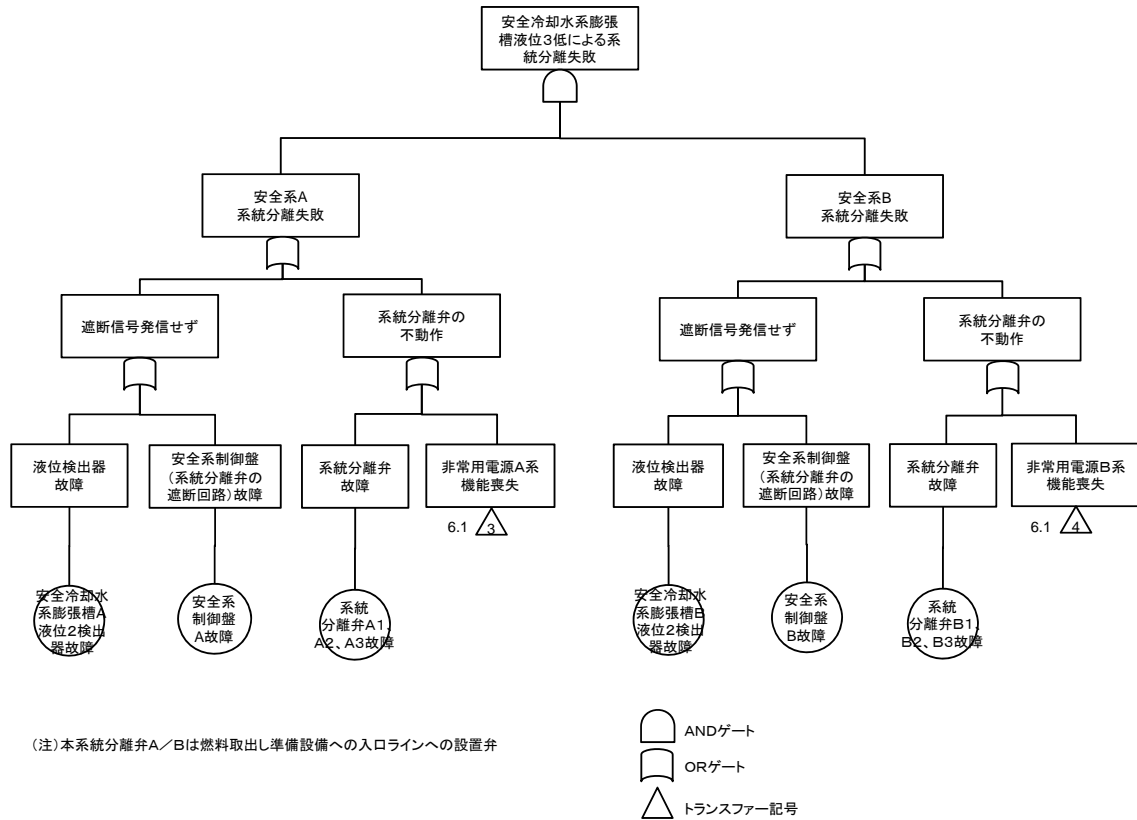 安全冷却水系膨張
槽液位3低による系
統分離失敗
安全系A
系統分離失敗
安全系B
系統分離失敗
遮断信号発信せず
系統分離弁の
不動作
遮断信号発信せず
系統分離弁の
不動作
液位検出器
故障
安全系制御盤
(系統分離弁の
遮断回路)故障
系統分離弁
故障
非常用電源A系
機能喪失
液位検出器
故障
安全系制御盤
(系統分離弁の
遮断回路)故障
系統分離弁
故障
非常用電源B系
機能喪失
6.1 3
6.1 4
安全冷却水
系膨張槽A
液位2検出
器故障
安全系
制御盤
A故障
系統
分離弁A1、
A2、A3故障
安全冷却水
系膨張槽B
液位2検出
器故障
安全系
制御盤
B故障
系統
分離弁B1、
B2、B3故障
(注)本系統分離弁A/Bは燃料取出し準備設備への入口ラインへの設置弁
ANDゲート
ORゲート
トランスファー記号